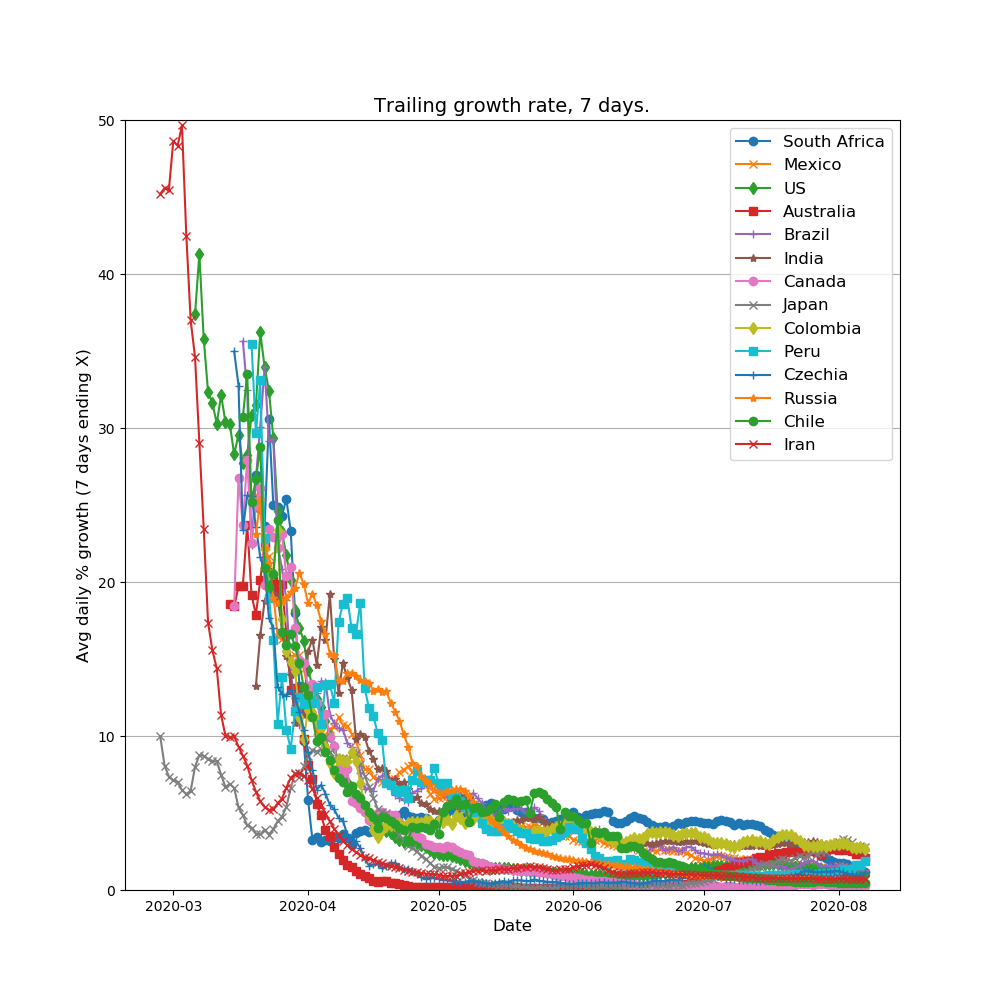 Trailing growth rate, 7 days.
50
40
30
20
10
0
Avg daily % growth (7 days ending X)
South Africa
Mexico
US
Australia
Brazil
India
Canada
Japan
Colombia
Peru
Czechia
Russia
Chile
Iran
2020-03 2020-04 2020-05 2020-06 2020-07 2020-08
Date